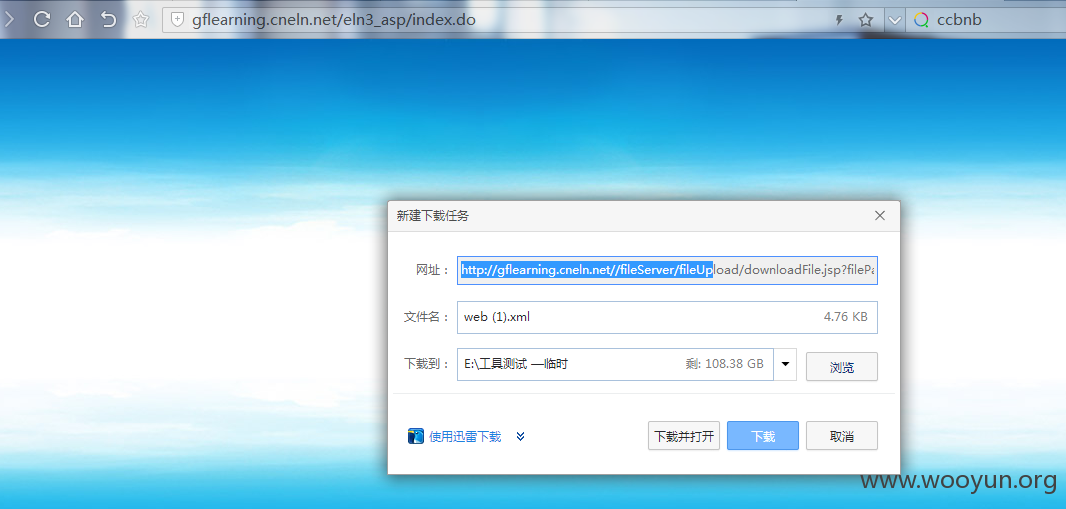 gflearning.cneln.net/eln3_asp/index.do
ccbnb
新建下载任务
网址：
http://gflearning.cneln.net//fileServer/fileUpload/downloadFile.jsp?filePa
文件名：
web (1).xml
4.76 KB
下载到：
E:\工具测试 —临时
剩: 108.38 GB
浏览
使用迅雷下载
下载并打开
下载
取消
www.wooyun.org